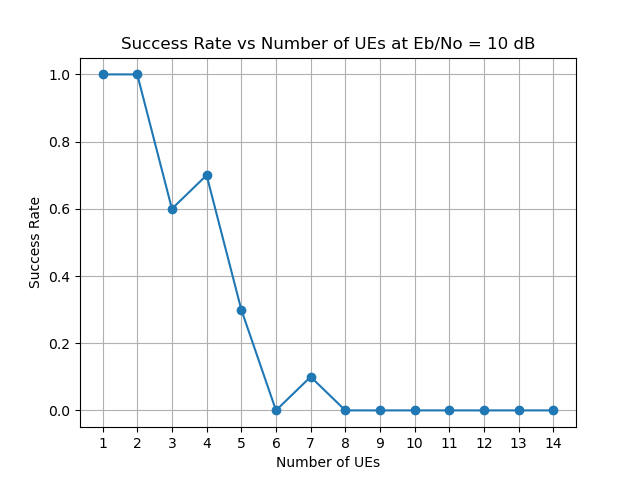 Success Rate vs Number of UEs at Eb/No = 10 dB
Success Rate
1.0
0.8
0.6
0.4
0.2
0.0
1 2 3 4 5 6 7 8 9 10 11 12 13 14
Number of UEs